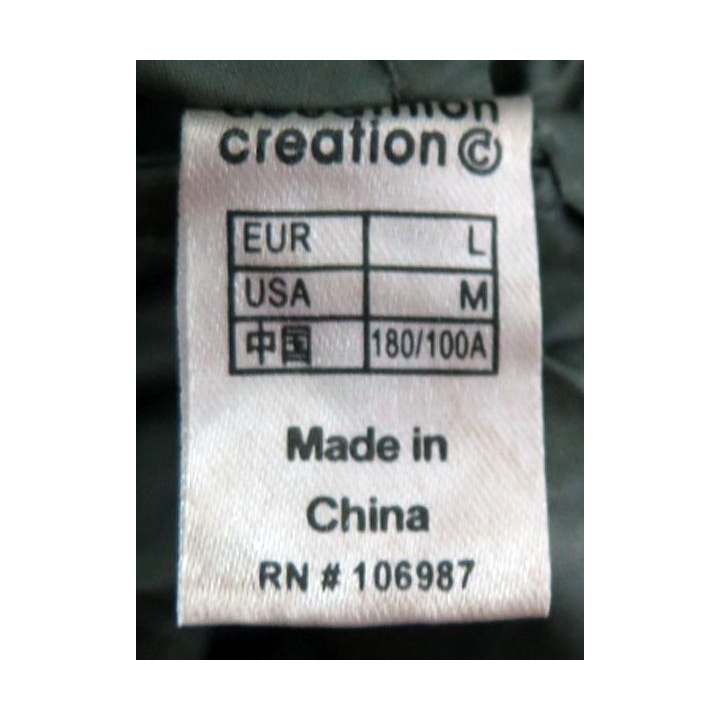 creation ©
EUR L
USA M
中国 180/100A
Made in
China
RN # 106987